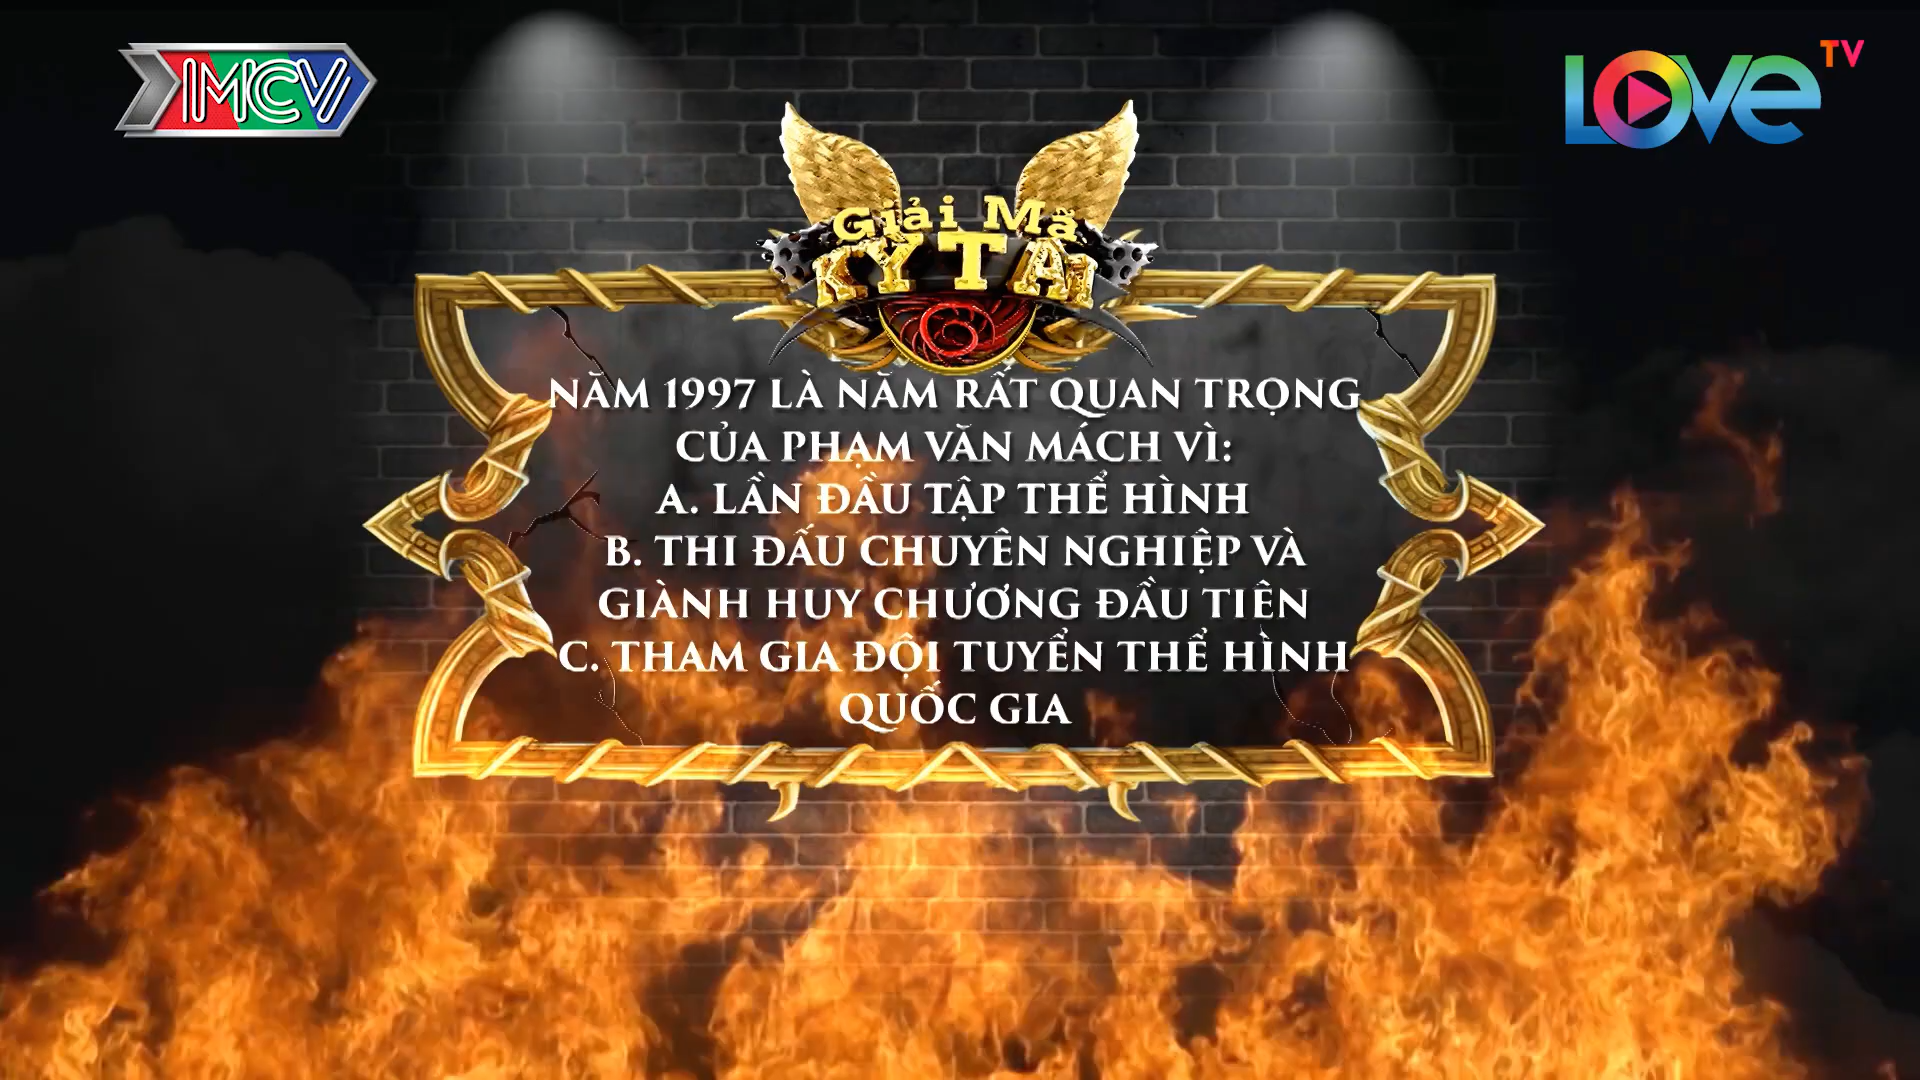 MCV
LOVE TV
Giải Mã
KỲ TÀI
NĂM 1997 LÀ NĂM RẤT QUAN TRỌNG
CỦA PHẠM VĂN MÁCH VÌ:
A. LẦN ĐẦU TẬP THỂ HÌNH
B. THI ĐẤU CHUYÊN NGHIỆP VÀ
GIÀNH HUY CHƯƠNG ĐẦU TIÊN
C. THAM GIA ĐỘI TUYỂN THỂ HÌNH
QUỐC GIA